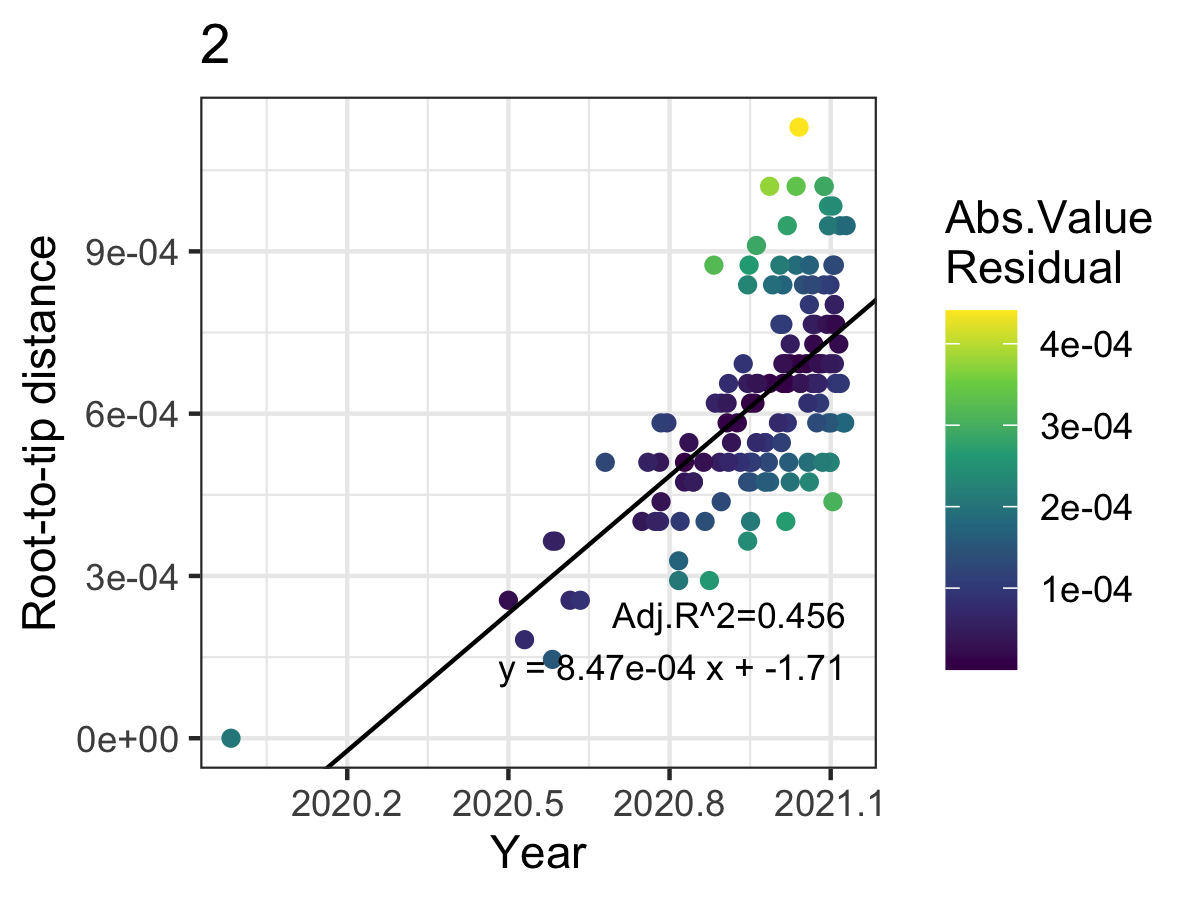 2
Root-to-tip distance
9e-04
6e-04
3e-04
0e+00
2020.2
2020.5
2020.8
2021.1
Year
Adj.R^2=0.456
y = 8.47e-04 x + -1.71
Abs.Value
Residual
4e-04
3e-04
2e-04
1e-04